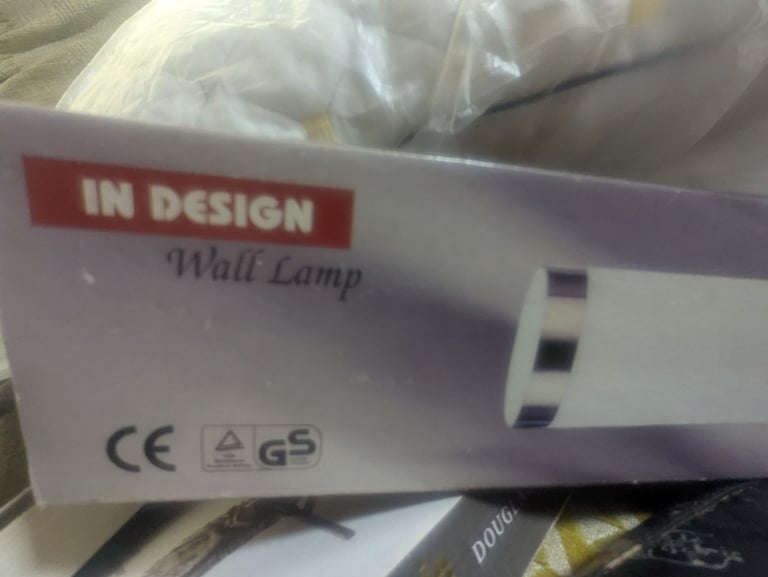 IN DESIGN
Wall Lamp
CE
GS
DOUG